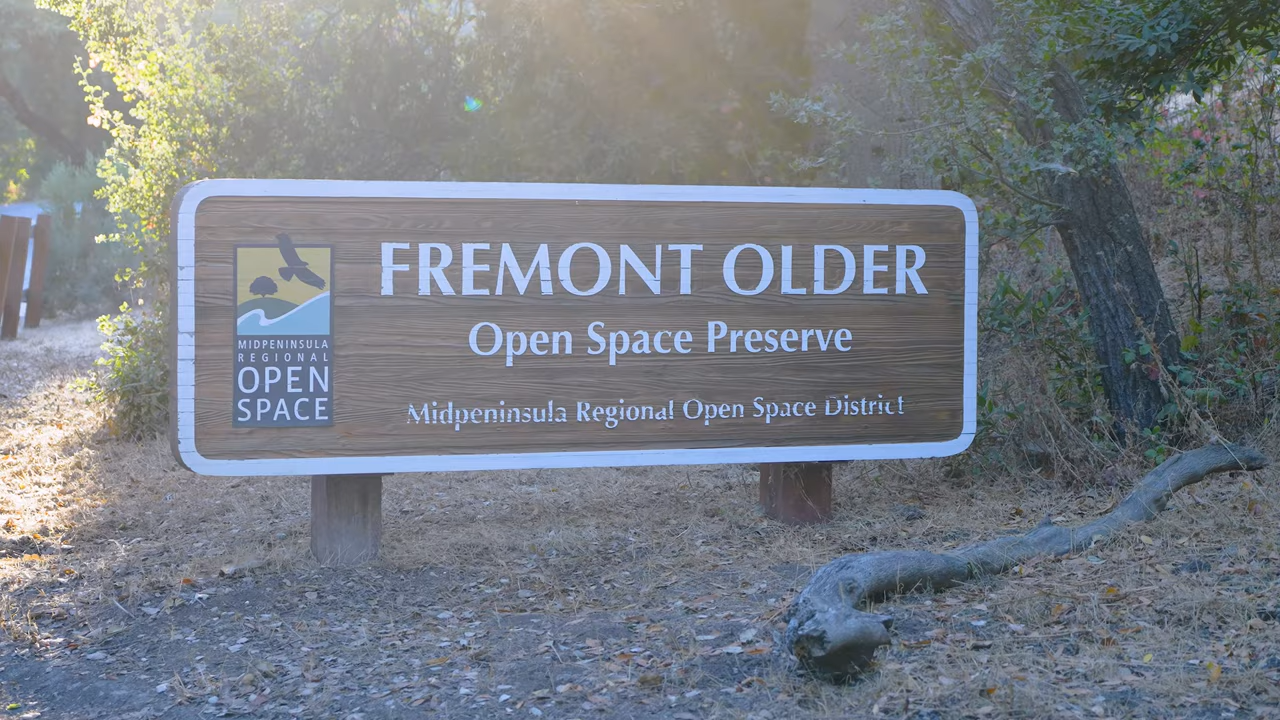 MIDPENINSULA
REGIONAL
OPEN
SPACE
FREMONT OLDER
Open Space Preserve
Midpeninsula Regional Open Space District